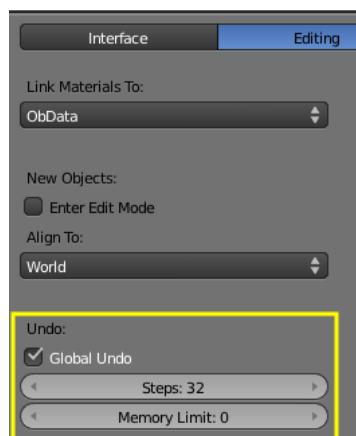 Interface Editing
Link Materials To:
ObData
New Objects:
Enter Edit Mode
Align To:
World
Undo:
Global Undo
Steps: 32
Memory Limit: 0